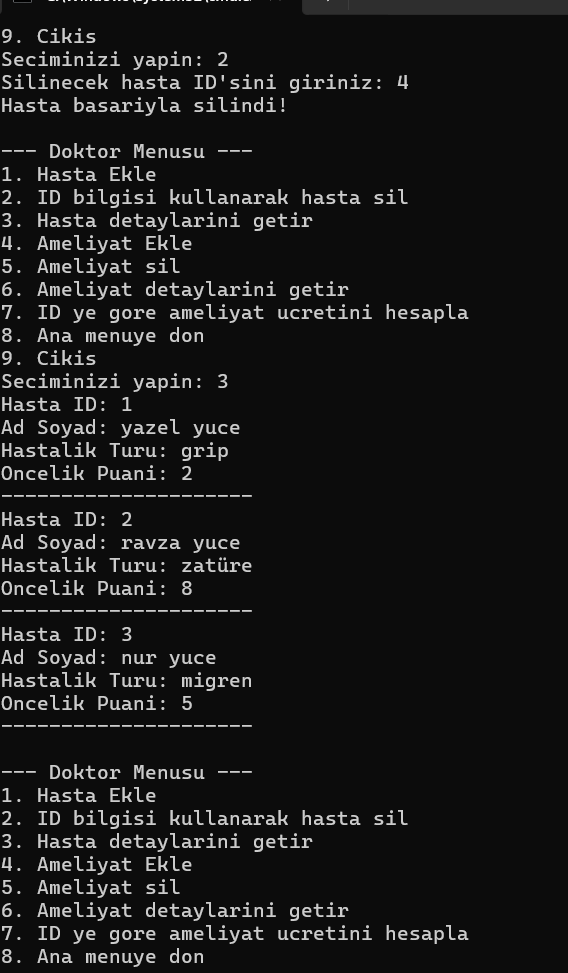 9. Cikis
Seciminizi yapin: 2
Silinecek hasta ID'sini giriniz: 4
Hasta basariyla silindi!
--- Doktor Menusu ---
1. Hasta Ekle
2. ID bilgisi kullanarak hasta sil
3. Hasta detaylarini getir
4. Ameliyat Ekle
5. Ameliyat sil
6. Ameliyat detaylarini getir
7. ID ye gore ameliyat ucretini hesapla
8. Ana menuye don
9. Cikis
Seciminizi yapin: 3
Hasta ID: 1
Ad Soyad: yazel yuce
Hastalik Turu: grip
Oncelik Puani: 2
---------------------
Hasta ID: 2
Ad Soyad: ravza yuce
Hastalik Turu: zatüre
Oncelik Puani: 8
---------------------
Hasta ID: 3
Ad Soyad: nur yuce
Hastalik Turu: migren
Oncelik Puani: 5
---------------------
--- Doktor Menusu ---
1. Hasta Ekle
2. ID bilgisi kullanarak hasta sil
3. Hasta detaylarini getir
4. Ameliyat Ekle
5. Ameliyat sil
6. Ameliyat detaylarini getir
7. ID ye gore ameliyat ucretini hesapla
8. Ana menuye don